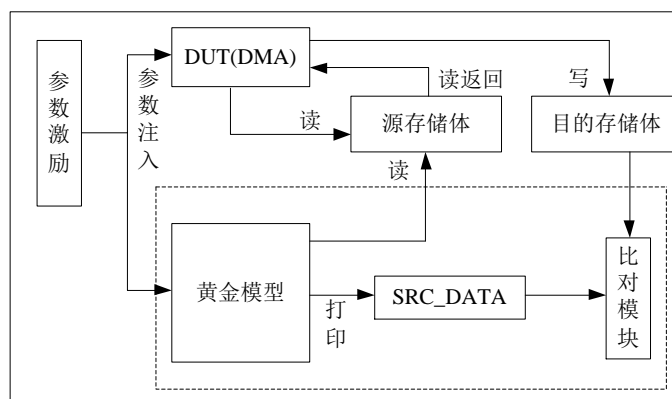 参数激励
参数注入
DUT(DMA)
读返回
写
读
源存储体
目的存储体
读
黄金模型
打印
SRC_DATA
比对模块